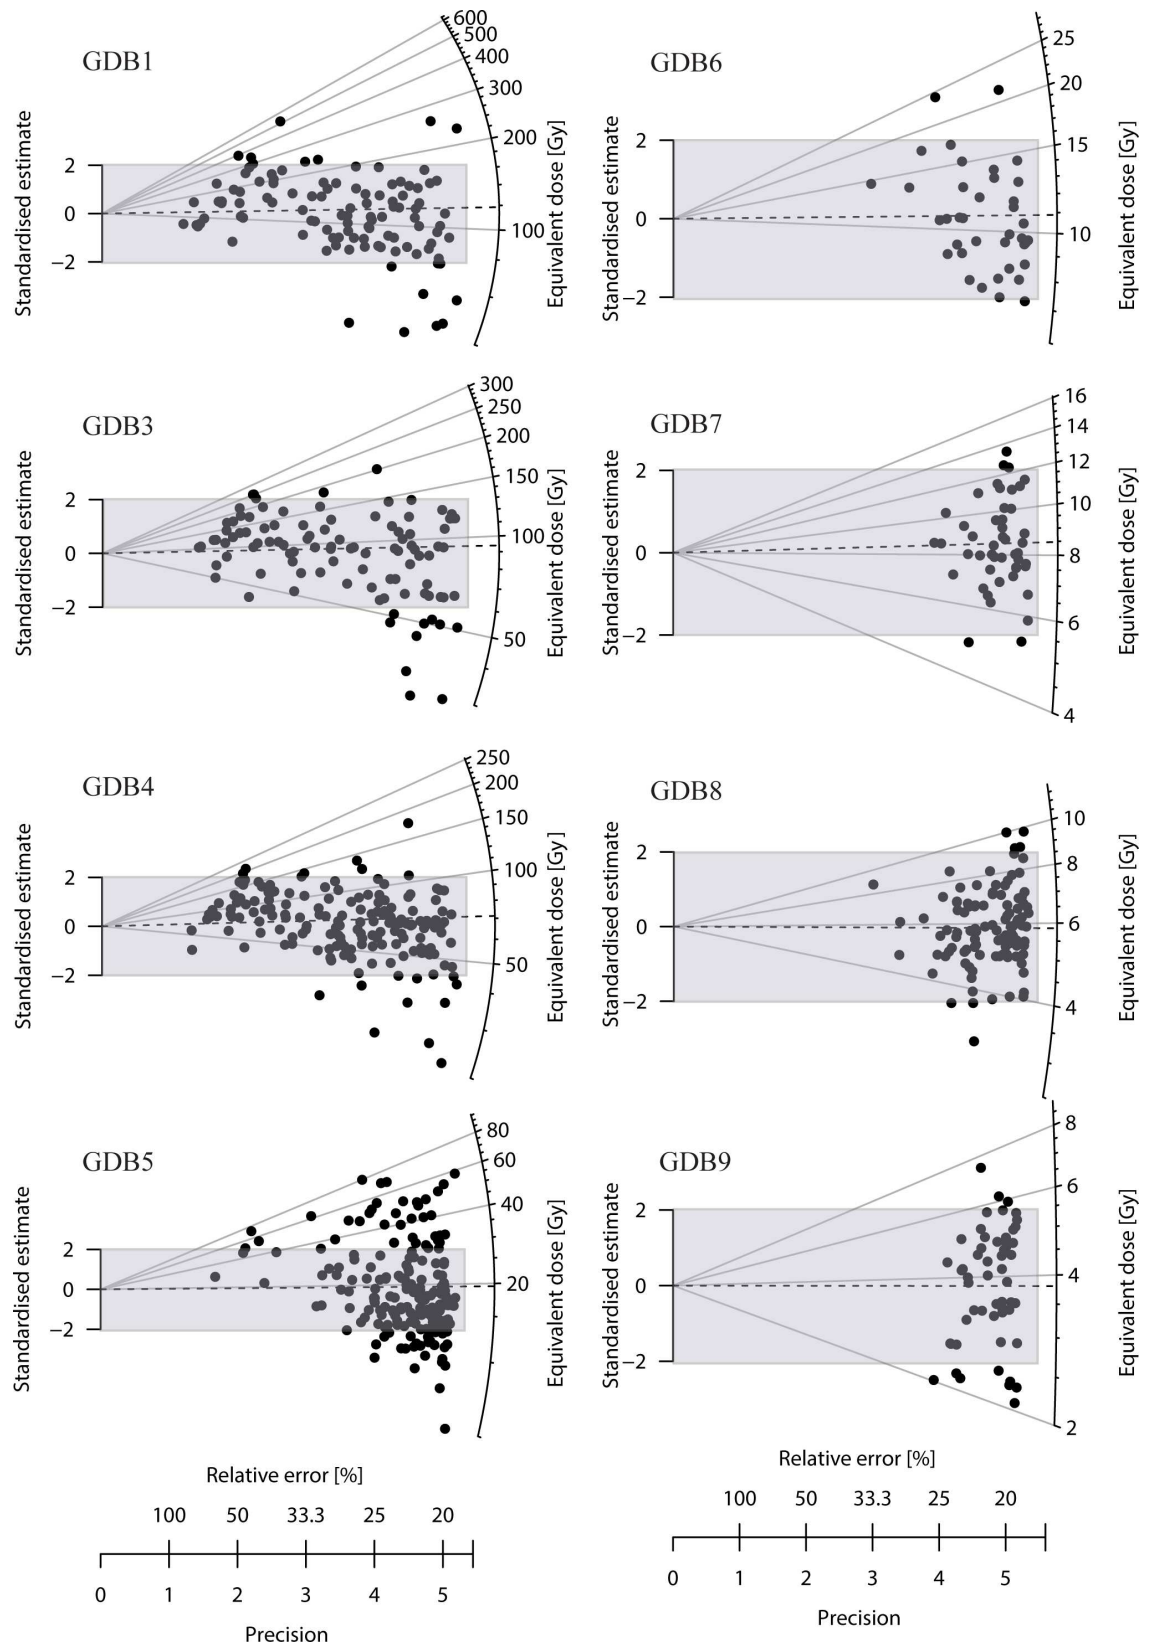 GDB1
Standardised estimate
2
0
−2
600
500
400
300
200
100
Equivalent dose [Gy]
GDB6
Standardised estimate
2
0
−2
25
20
15
10
Equivalent dose [Gy]
GDB3
Standardised estimate
2
0
−2
300
250
200
150
100
50
Equivalent dose [Gy]
GDB7
Standardised estimate
2
0
−2
16
14
12
10
8
6
4
Equivalent dose [Gy]
GDB4
Standardised estimate
2
0
−2
250
200
150
100
50
Equivalent dose [Gy]
GDB8
Standardised estimate
2
0
−2
10
8
6
4
Equivalent dose [Gy]
GDB5
Standardised estimate
2
0
−2
80
60
40
20
Equivalent dose [Gy]
GDB9
Standardised estimate
2
0
−2
8
6
4
2
Equivalent dose [Gy]
Relative error [%]
100 50 33.3 25 20
0 1 2 3 4 5
Precision
Relative error [%]
100 50 33.3 25 20
0 1 2 3 4 5
Precision